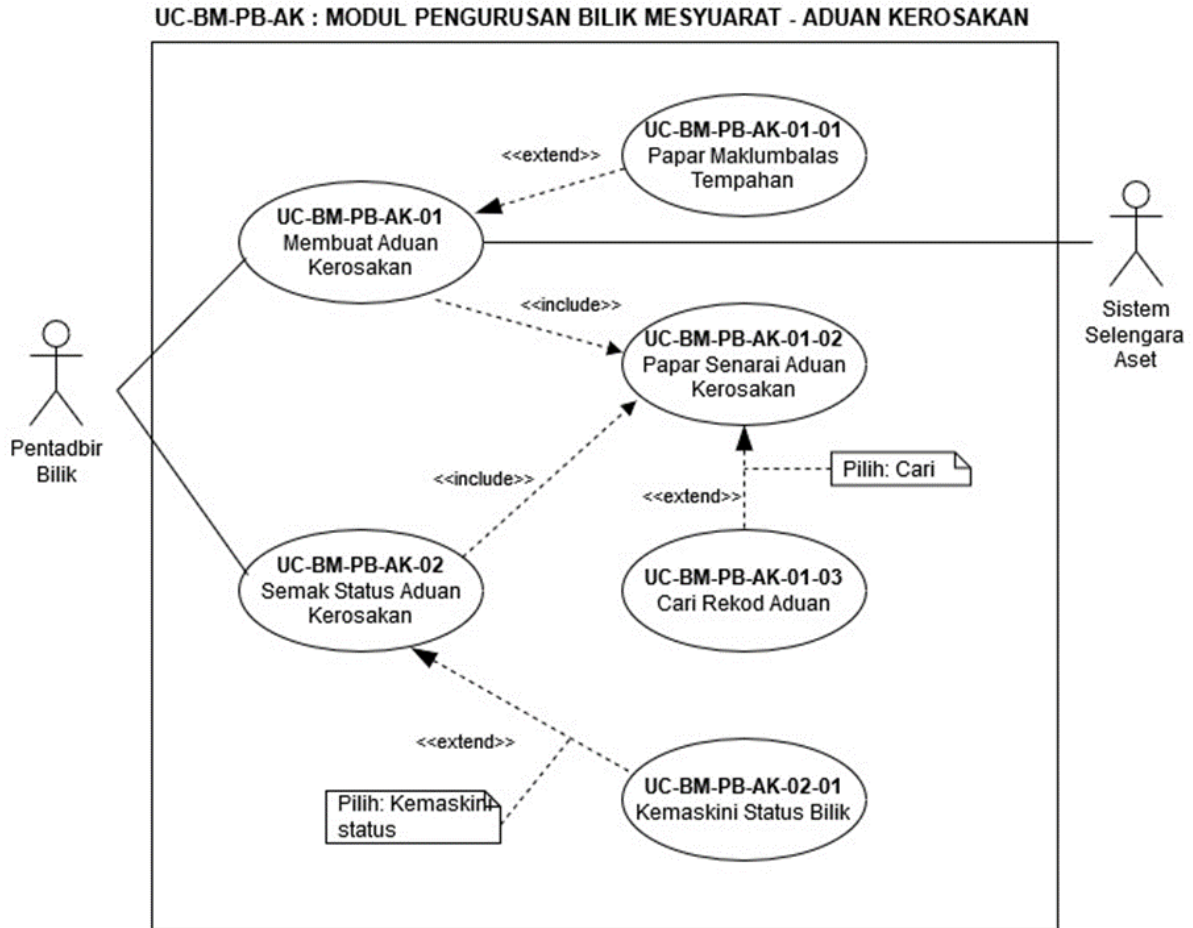 UC-BM-PB-AK : MODUL PENGURUSAN BILIK MESYUARAT - ADUAN KEROSAKAN
UC-BM-PB-AK-01-01
Papar Maklumbalas
Tempahan
<<extend>>
UC-BM-PB-AK-01
Membuat Aduan
Kerosakan
<<include>>
Sistem
Selengara
Aset
UC-BM-PB-AK-01-02
Papar Senarai Aduan
Kerosakan
Pentadbir
Bilik
Pilih: Cari
<<include>>
<<extend>>
UC-BM-PB-AK-02
Semak Status Aduan
Kerosakan
UC-BM-PB-AK-01-03
Cari Rekod Aduan
<<extend>>
Pilih: Kemaskini
status
UC-BM-PB-AK-02-01
Kemaskini Status Bilik